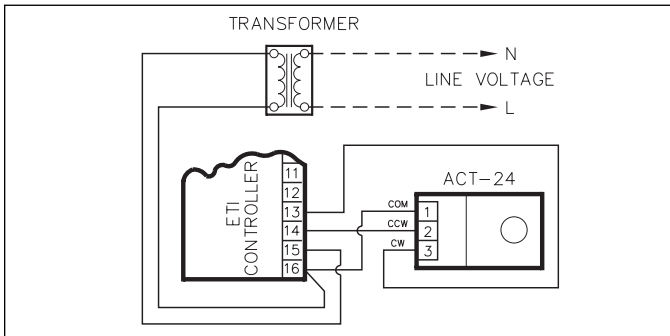 TRANSFORMER
N
LINE VOLTAGE
L
ETI
CONTROLLER
11
12
13
14
15
16
ACT-24
COM
1
CCW
2
CW
3